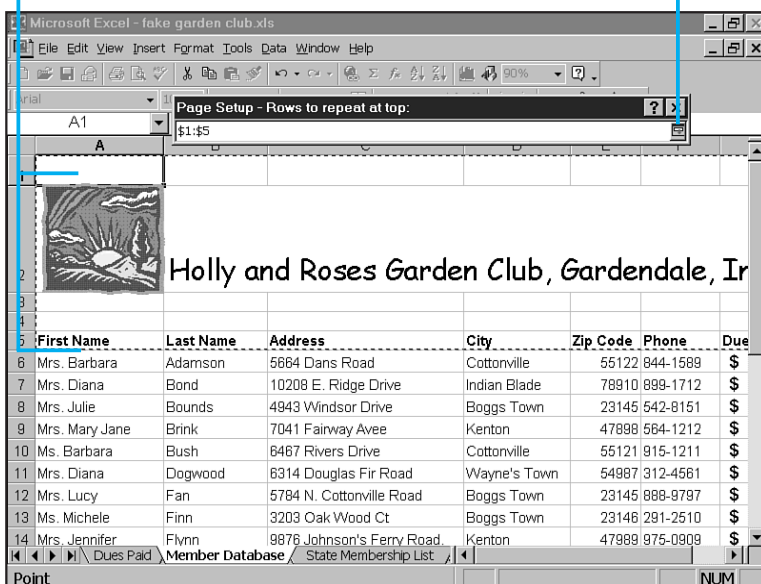 Microsoft Excel - fake garden club.xls
File Edit View Insert Format Tools Data Window Help
90%
Arial
Page Setup - Rows to repeat at top:
A1
$1:$5
A
1
2 Holly and Roses Garden Club, Gardendale, Ir
3
4
5 First Name Last Name Address City Zip Code Phone Due
6 Mrs. Barbara Adamson 5664 Dans Road Cottonville 55122 844-1589 $
7 Mrs. Diana Bond 10208 E. Ridge Drive Indian Blade 78910 899-1712 $
8 Mrs. Julie Bounds 4943 Windsor Drive Boggs Town 23145 542-8151 $
9 Mrs. Mary Jane Brink 7041 Fairway Avee Kenton 47898 564-1212 $
10 Ms. Barbara Bush 6467 Rivers Drive Cottonville 55121 915-1211 $
11 Mrs. Diana Dogwood 6314 Douglas Fir Road Wayne's Town 54987 312-4561 $
12 Mrs. Lucy Fan 5784 N. Cottonville Road Boggs Town 23145 888-9797 $
13 Ms. Michele Finn 3203 Oak Wood Ct Boggs Town 23146 291-2510 $
14 Mrs. Jennifer Flynn 9876 Johnson's Ferry Road. Kenton 47989 975-0909 $
Dues Paid Member Database State Membership List
Point NUM